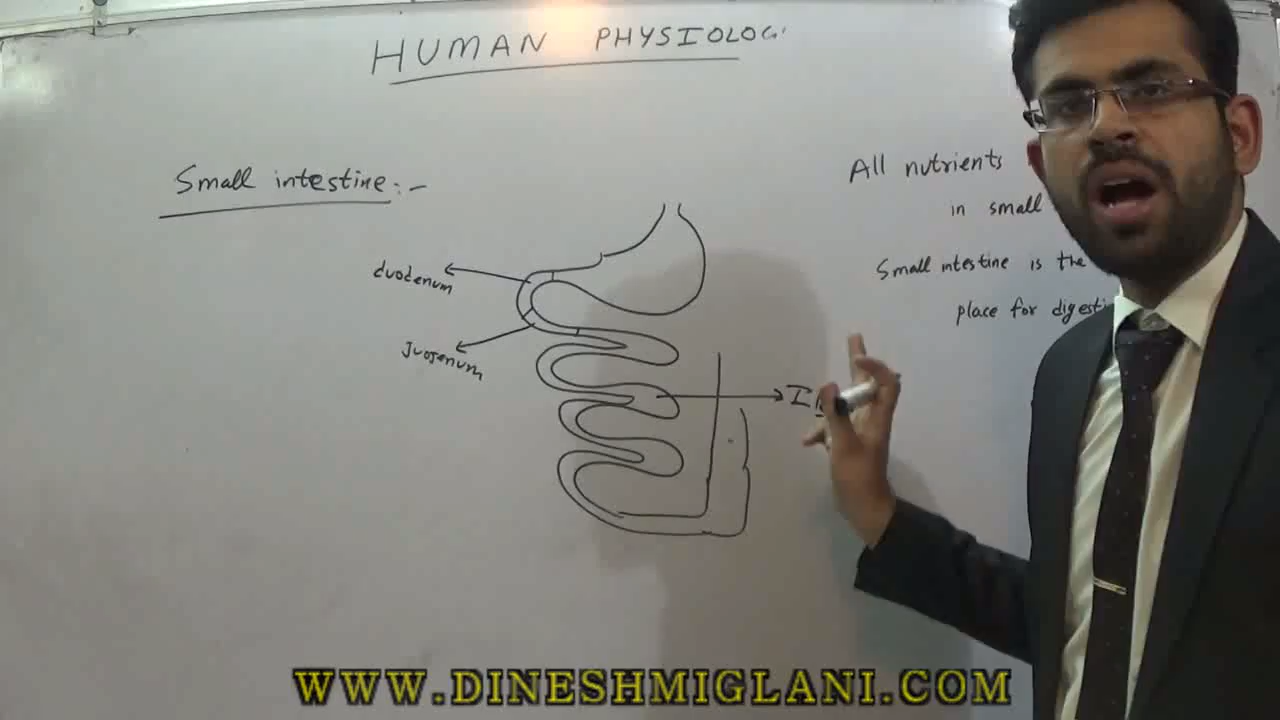 HUMAN PHYSIOLOG
Small intestine:-
duodenum
Juojenum
All nutrients
in small
Small intestine is the
place for digesti
WWW.DINESHMIGLANI.COM